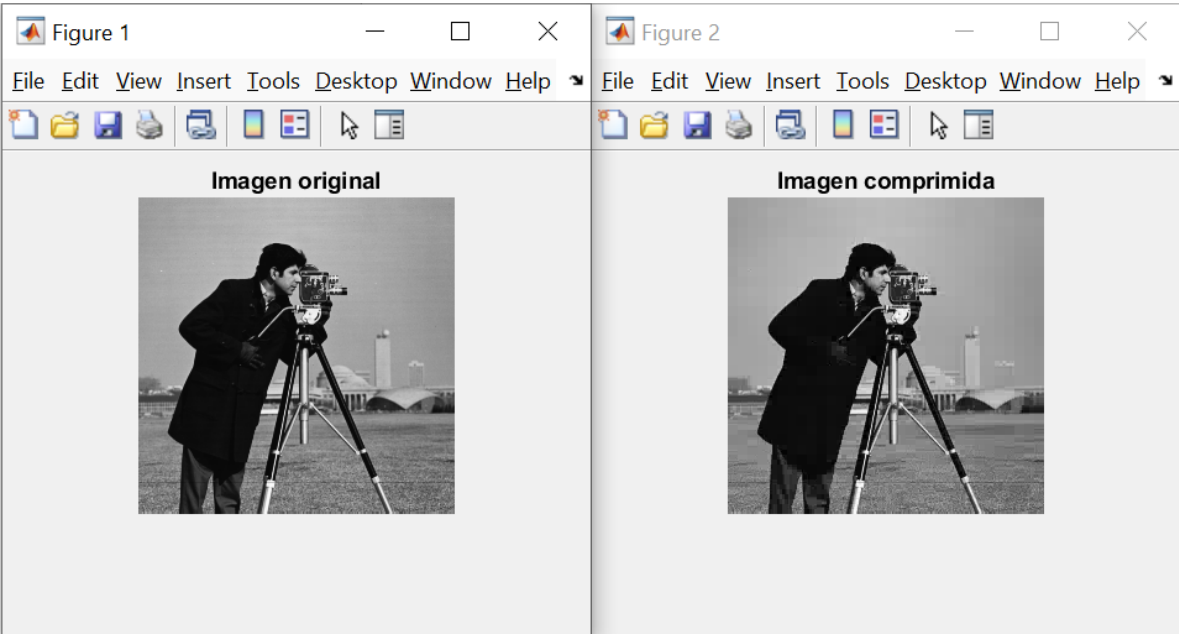 Figure 1
File Edit View Insert Tools Desktop Window Help
Imagen original
Figure 2
File Edit View Insert Tools Desktop Window Help
Imagen comprimida